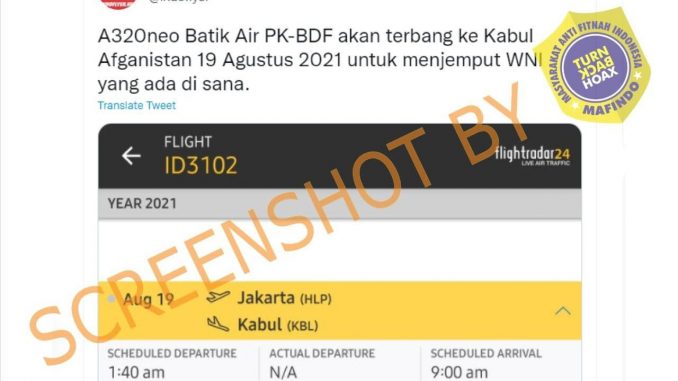 A320neo Batik Air PK-BDF akan terbang ke Kabul
Afganistan 19 Agustus 2021 untuk menjemput WNI
yang ada di sana.
Translate Tweet
MASYARAKAT ANTI FITNAH INDONESIA
TURN
BACK
HOAX
MAFINDO
FLIGHT
ID3102
flightradar24
LIVE AIR TRAFFIC
YEAR 2021
SCREENSHOT BY
Aug 19
Jakarta (HLP)
Kabul (KBL)
SCHEDULED DEPARTURE
ACTUAL DEPARTURE
SCHEDULED ARRIVAL
1:40 am
N/A
9:00 am